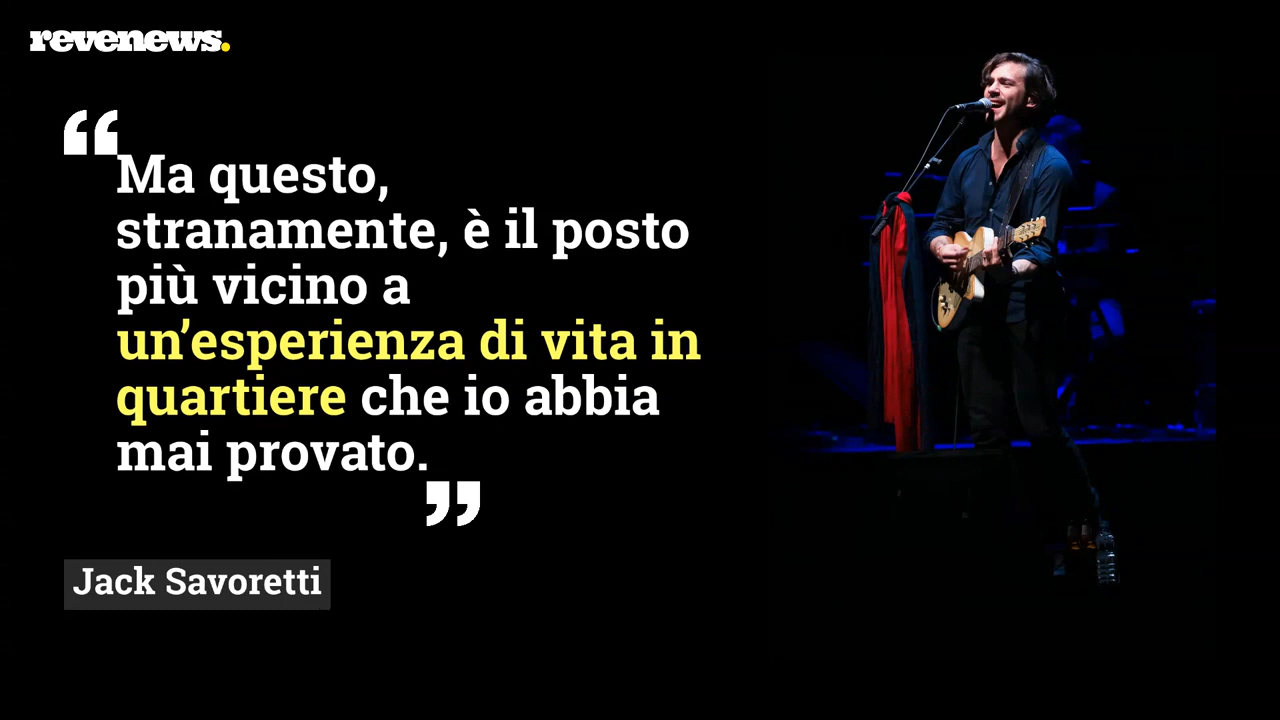 revenews.
“Ma questo,
stranamente, è il posto
più vicino a
un’esperienza di vita in
quartiere che io abbia
mai provato.”
Jack Savoretti